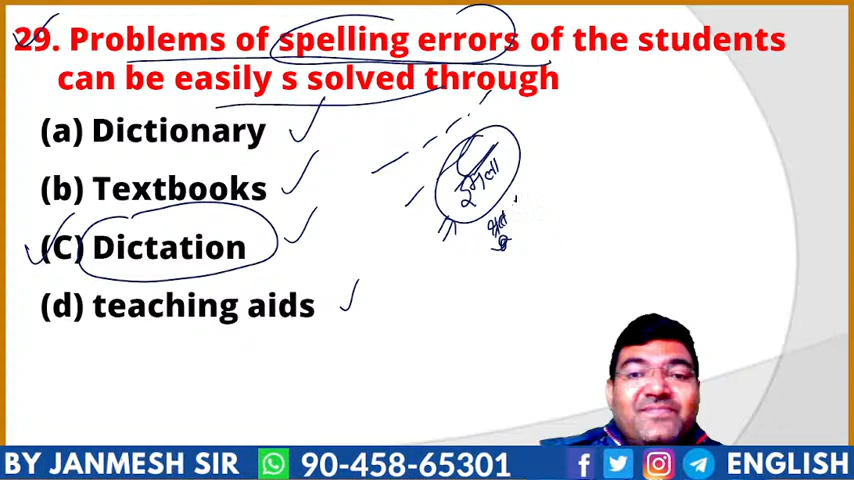 29. Problems of spelling errors of the students
can be easily s solved through
(a) Dictionary
(b) Textbooks
(C) Dictation
(d) teaching aids
BY JANMESH SIR 90-458-65301 ENGLISH